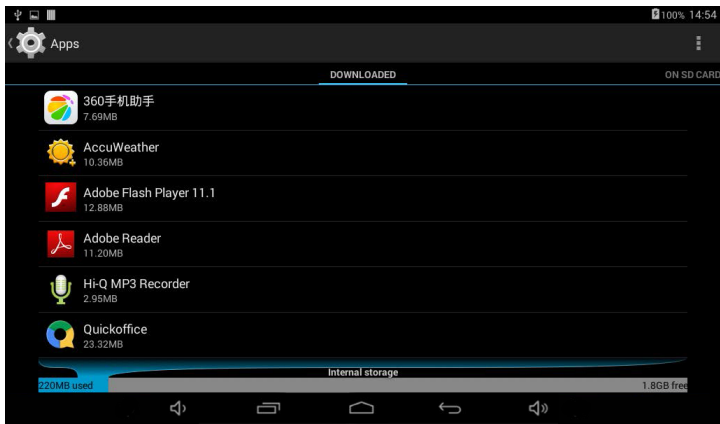 100% 14:54
Apps
DOWNLOADED
ON SD CARD
360手机助手
7.69MB
AccuWeather
10.36MB
Adobe Flash Player 11.1
12.88MB
Adobe Reader
11.20MB
Hi-Q MP3 Recorder
2.95MB
Quickoffice
23.32MB
Internal storage
220MB used
1.8GB free